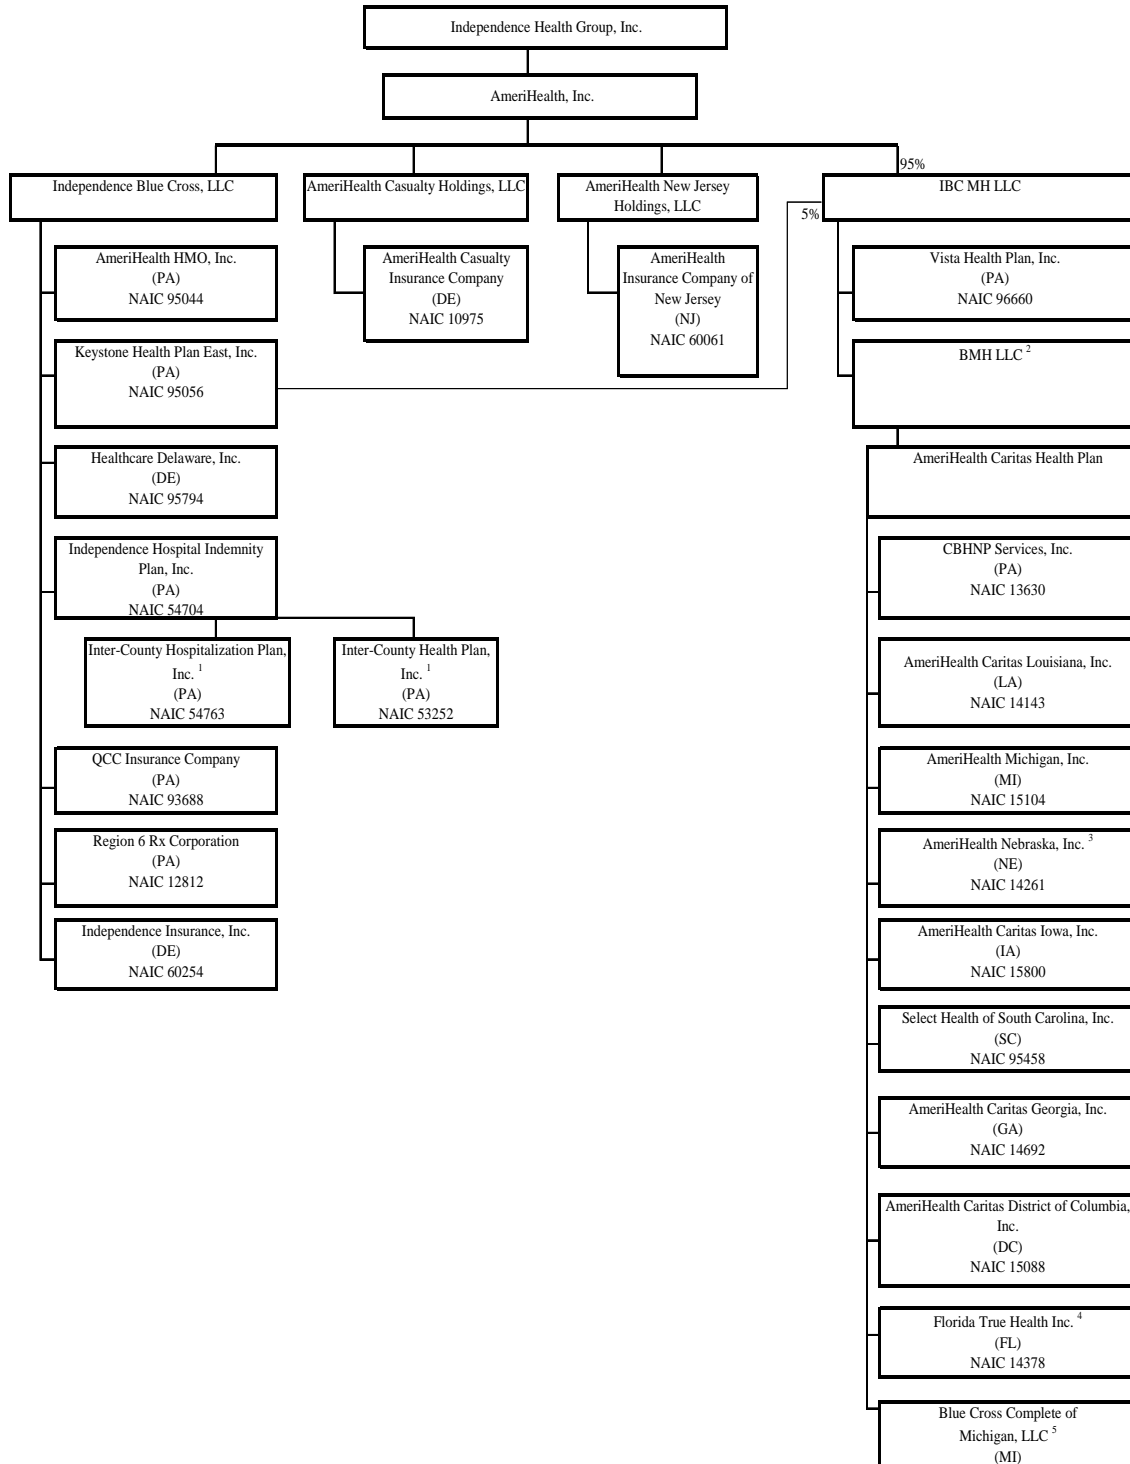 Independence Health Group, Inc.
AmeriHealth, Inc.
95%
Independence Blue Cross, LLC
AmeriHealth Casualty Holdings, LLC
AmeriHealth New Jersey
Holdings, LLC
IBC MH LLC
5%
AmeriHealth HMO, Inc.
(PA)
NAIC 95044
AmeriHealth Casualty
Insurance Company
(DE)
NAIC 10975
AmeriHealth
Insurance Company of
New Jersey
(NJ)
NAIC 60061
Vista Health Plan, Inc.
(PA)
NAIC 96660
Keystone Health Plan East, Inc.
(PA)
NAIC 95056
BMH LLC 2
Healthcare Delaware, Inc.
(DE)
NAIC 95794
AmeriHealth Caritas Health Plan
Independence Hospital Indemnity
Plan, Inc.
(PA)
NAIC 54704
CBHNP Services, Inc.
(PA)
NAIC 13630
Inter-County Hospitalization Plan,
Inc. 1
(PA)
NAIC 54763
Inter-County Health Plan,
Inc. 1
(PA)
NAIC 53252
AmeriHealth Caritas Louisiana, Inc.
(LA)
NAIC 14143
QCC Insurance Company
(PA)
NAIC 93688
AmeriHealth Michigan, Inc.
(MI)
NAIC 15104
Region 6 Rx Corporation
(PA)
NAIC 12812
AmeriHealth Nebraska, Inc. 3
(NE)
NAIC 14261
Independence Insurance, Inc.
(DE)
NAIC 60254
AmeriHealth Caritas Iowa, Inc.
(IA)
NAIC 15800
Select Health of South Carolina, Inc.
(SC)
NAIC 95458
AmeriHealth Caritas Georgia, Inc.
(GA)
NAIC 14692
AmeriHealth Caritas District of Columbia,
Inc.
(DC)
NAIC 15088
Florida True Health Inc. 4
(FL)
NAIC 14378
Blue Cross Complete of
Michigan, LLC 5
(MI)